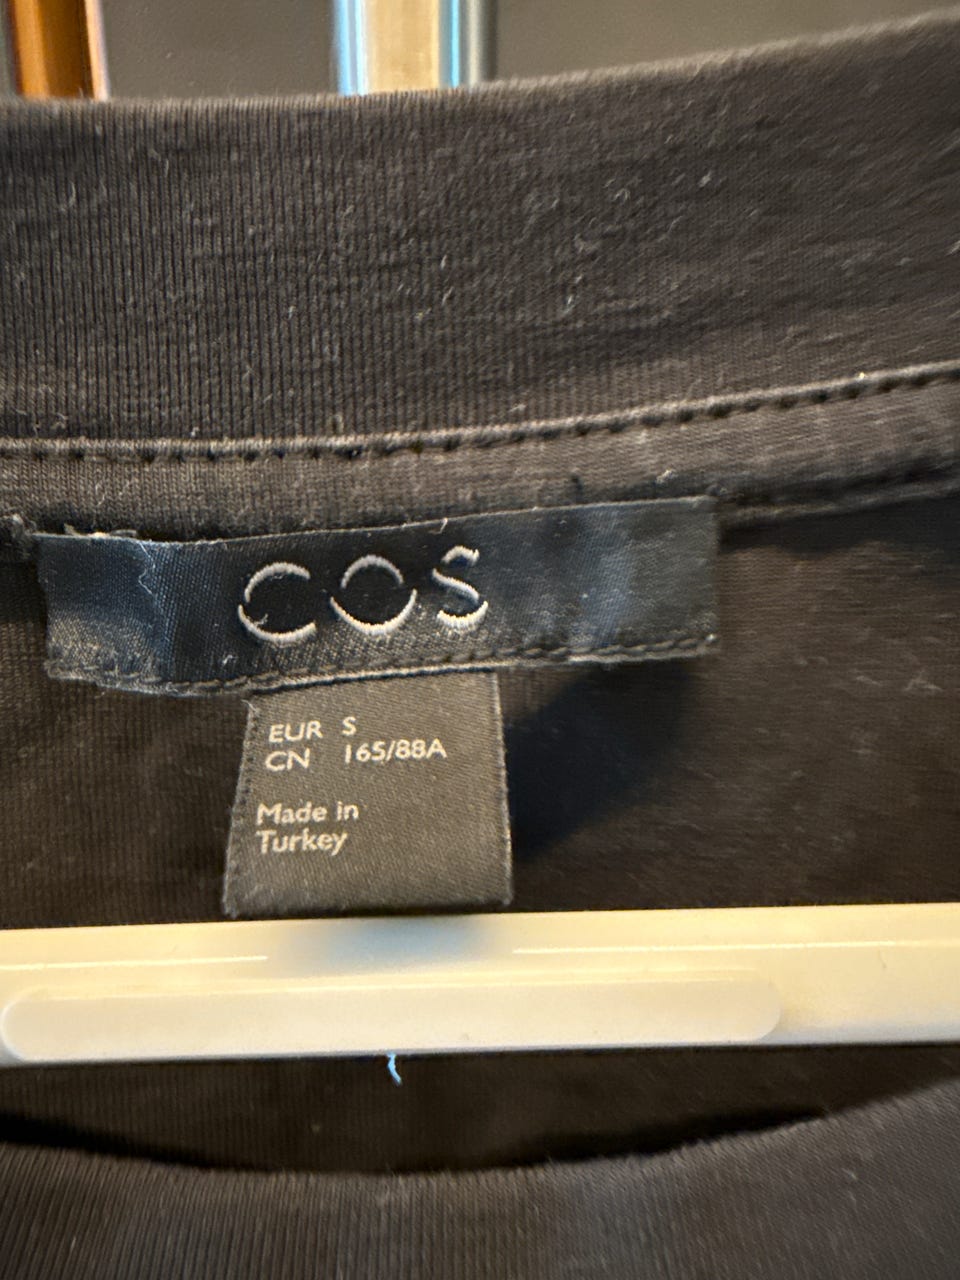 COS
EUR S
CN 165/88A
Made in
Turkey